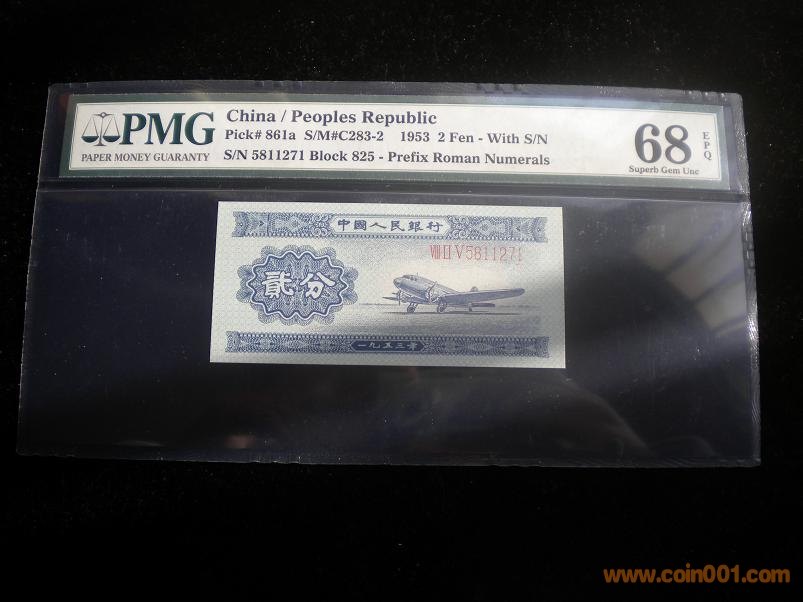 PMG
PAPER MONEY GUARANTY
China / Peoples Republic
Pick# 861a S/M#C283-2 1953 2 Fen - With S/N
S/N 5811271 Block 825 - Prefix Roman Numerals
68
EPQ
Superb Gem Unc
中國人民銀行
VIII II V 5811271
貳分
一九五三年
www.coin001.com